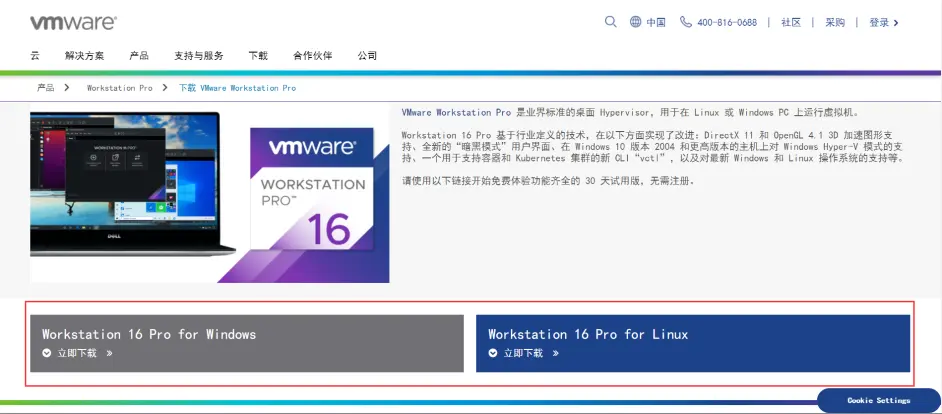 vmware®
中国
400-816-0688 | 社区 | 采购 | 登录
云 解决方案 产品 支持与服务 下载 合作伙伴 公司
产品 Workstation Pro 下载 VMware Workstation Pro
VMware Workstation Pro 是业界标准的桌面 Hypervisor，用于在 Linux 或 Windows PC 上运行虚拟机。
Workstation 16 Pro 基于行业定义的技术，在以下方面实现了改进：DirectX 11 和 OpenGL 4.1 3D 加速图形支
持、全新的“暗黑模式”用户界面、在 Windows 10 版本 2004 和更高版本的主机上对 Windows Hyper-V 模式的支
持、一个用于支持容器和 Kubernetes 集群的新 CLI“vctl”，以及对最新 Windows 和 Linux 操作系统的支持等。
请使用以下链接开始免费体验功能齐全的 30 天试用版，无需注册。
WORKSTATION 16 PRO™
DELL
vmware®
WORKSTATION
PRO™
16
Workstation 16 Pro for Windows
立即下载 »
Workstation 16 Pro for Linux
立即下载 »
Cookie Settings